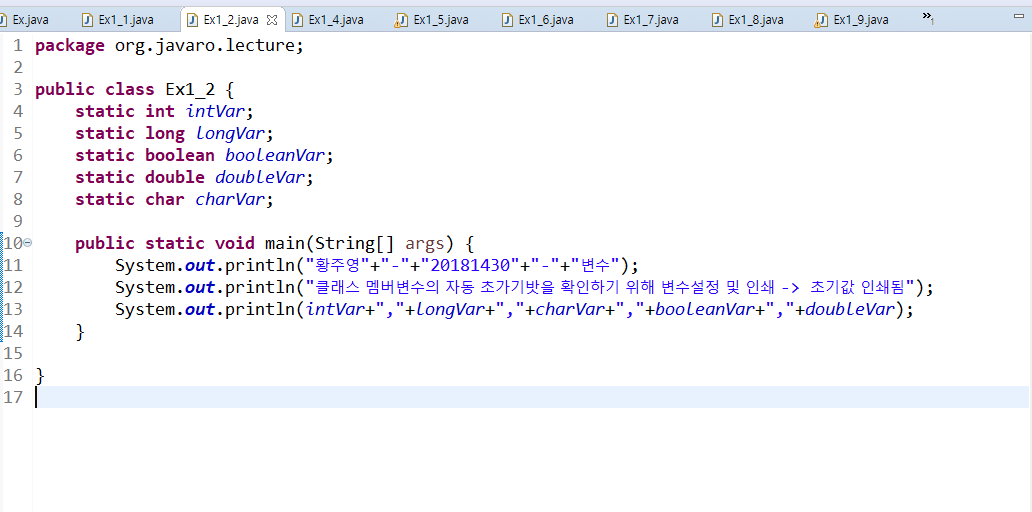 Ex.java Ex1_1.java Ex1_2.java Ex1_4.java Ex1_5.java Ex1_6.java Ex1_7.java Ex1_8.java Ex1_9.java »1
1 package org.javaro.lecture;
2
3 public class Ex1_2 {
4 static int intVar;
5 static long longVar;
6 static boolean booleanVar;
7 static double doubleVar;
8 static char charVar;
9
10 public static void main(String[] args) {
11 System.out.println("황주영"+"-"+"20181430"+"-"+"변수");
12 System.out.println("클래스 멤버변수의 자동 초가기밧을 확인하기 위해 변수설정 및 인쇄 -> 초기값 인쇄됨");
13 System.out.println(intVar+","+longVar+","+charVar+","+booleanVar+","+doubleVar);
14 }
15
16 }
17